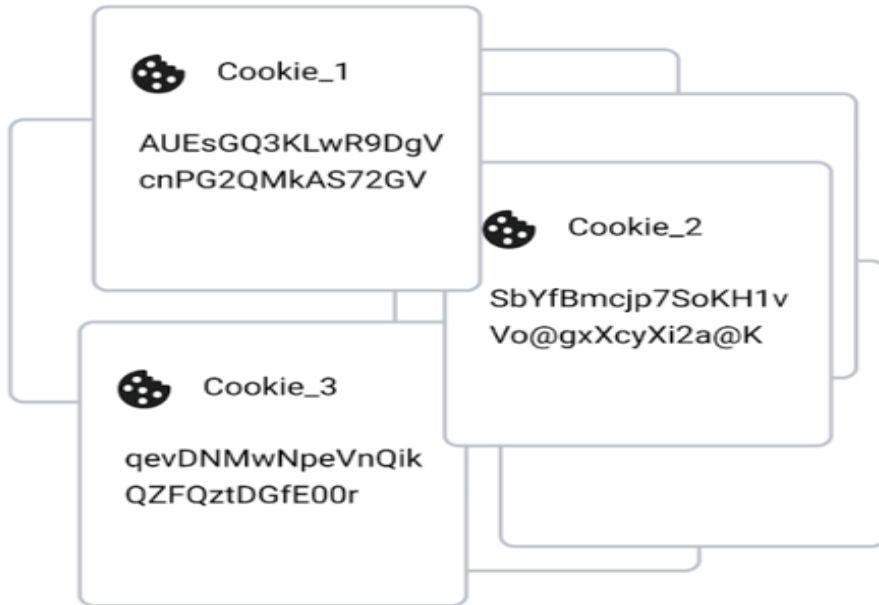 Cookie_1
AUEsGQ3KLwR9DgV
cnPG2QMkAS72GV
Cookie_2
SbYfBmcjp7SoKH1v
Vo@gxXcyXi2a@K
Cookie_3
qevDNMwNpeVnQik
QZFQztDGfE00r